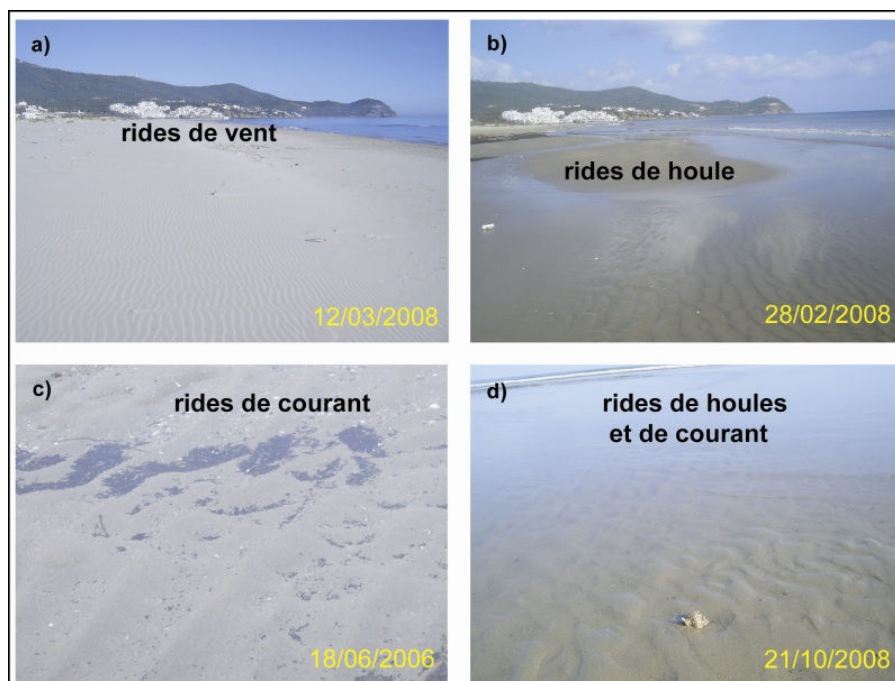 a)
rides de vent
12/03/2008
b)
rides de houle
28/02/2008
c)
rides de courant
18/06/2006
d)
rides de houles
et de courant
21/10/2008